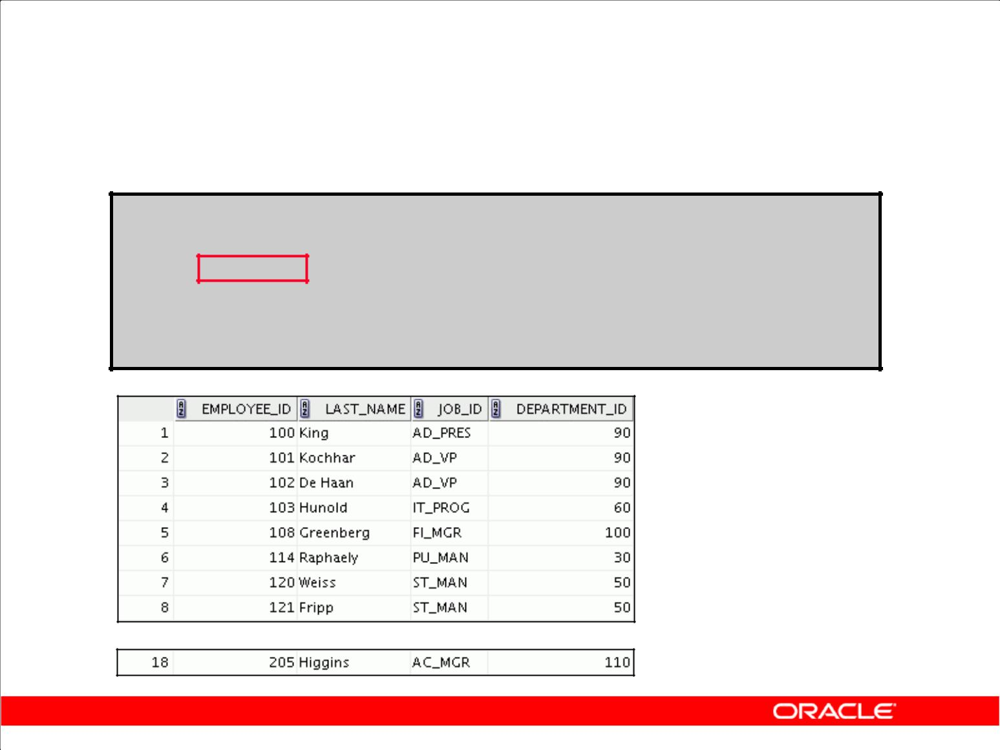 EMPLOYEE_ID LAST_NAME JOB_ID DEPARTMENT_ID
1 100 King AD_PRES 90
2 101 Kochhar AD_VP 90
3 102 De Haan AD_VP 90
4 103 Hunold IT_PROG 60
5 108 Greenberg FI_MGR 100
6 114 Raphaely PU_MAN 30
7 120 Weiss ST_MAN 50
8 121 Fripp ST_MAN 50
18 205 Higgins AC_MGR 110
ORACLE